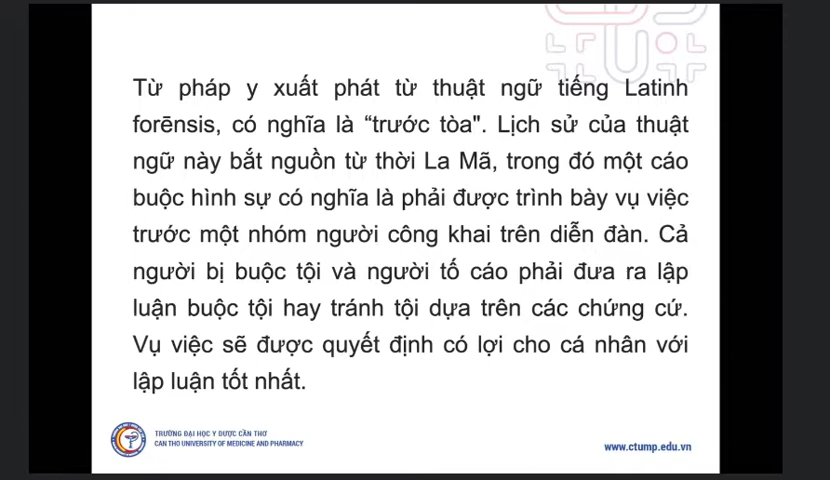 Từ pháp y xuất phát từ thuật ngữ tiếng Latinh
forēnsis, có nghĩa là “trước tòa". Lịch sử của thuật
ngữ này bắt nguồn từ thời La Mã, trong đó một cáo
buộc hình sự có nghĩa là phải được trình bày vụ việc
trước một nhóm người công khai trên diễn đàn. Cả
người bị buộc tội và người tố cáo phải đưa ra lập
luận buộc tội hay tránh tội dựa trên các chứng cứ.
Vụ việc sẽ được quyết định có lợi cho cá nhân với
lập luận tốt nhất.
TRƯỜNG ĐẠI HỌC Y DƯỢC CẦN THƠ
CAN THO UNIVERSITY OF MEDICINE AND PHARMACY
www.ctump.edu.vn